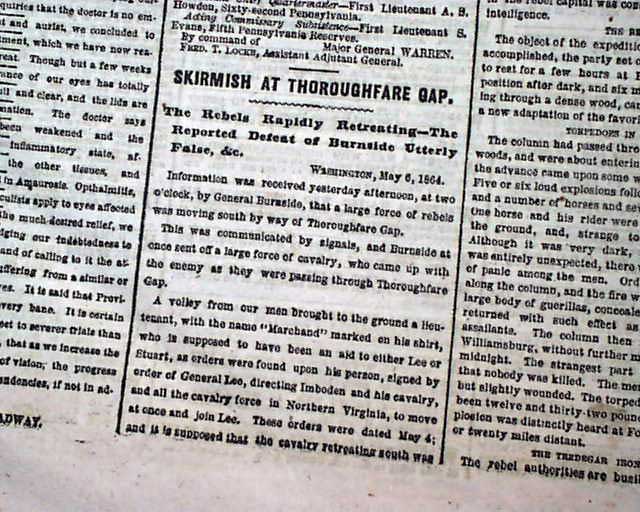 quiries that the doctor is no em-
and aurist, we concluded to
ment, which we have now rea-
reat. Though but a few weeks
ance of our eyes has totally
ull and clear, and the lids are
mation. The doctor says
been weakened and the
inflammatory state, af-
the other tissues, and
in Amaurosis. Opthalmitis,
culists apply to eyes affected
the much-desired relief, we
dging our indebtedness to
and of calling to it the at-
uffering from a similar or
res. It is said that Provi-
very bane. It is certain
ect to severer trials than
, that as we increase the
of vision, the progress
endencies, if not in ad-
ADWAY.
Quartermaster—First Lieutenant A. S.
Howden, Sixty-second Pennsylvania.
Acting Commissary Subsistence—First Lieutenant S.
Evans, Fifth Pennsylvania Reserves.
By command of Major General WARREN.
FRED. T. LOCKE, Assistant Adjutant General.
SKIRMISH AT THOROUGHFARE GAP.
The Rebels Rapidly Retreating—The
Reported Defeat of Burnside Utterly
False, &c.
WASHINGTON, May 6, 1864.
Information was received yesterday afternoon, at two
o'clock, by General Burnside, that a large force of rebels
was moving south by way of Thoroughfare Gap.
This was communicated by signals, and Burnside at
once sent off a large force of cavalry, who came up with
the enemy as they were passing through Thoroughfare
Gap.
A volley from our men brought to the ground a lieu-
tenant, with the name "Marchand" marked on his shirt,
who is supposed to have been an aid to either Lee or
Stuart, as orders were found upon his person, signed by
order of General Lee, directing Imboden and his cavalry,
and all the cavalry force in Northern Virginia, to move
at once and join Lee. These orders were dated May 4;
and it is supposed that the cavalry retreating south was
the rebel capital was con
intelligence.
THE RE
The object of the expediti
accomplished, the party set o
to rest for a few hours at
position after dark, and six m
ing through a dense wood, ca
a new adaptation of the favori
TORPEDOES IN
The column had passed thro
woods, and were about enterin
the advance came upon some w
Five or six loud explosions follo
and a number of horses and sev
One horse and his rider were
the ground, and, strange to
Although it was very dark,
was entirely unexpected, there
of panic among the men. Ord
along the column, and the fire w
large body of guerillas, conceale
returned with such effect as
assailants. The column then
Williamsburg, without further m
midnight. The strangest part
that nobody was killed. The me
but slightly wounded. The torped
been twelve and thirty-two pound
plosion was distinctly heard at Fo
or twenty miles distant.
THE TREDEGAR IRON
The rebel authorities are busil